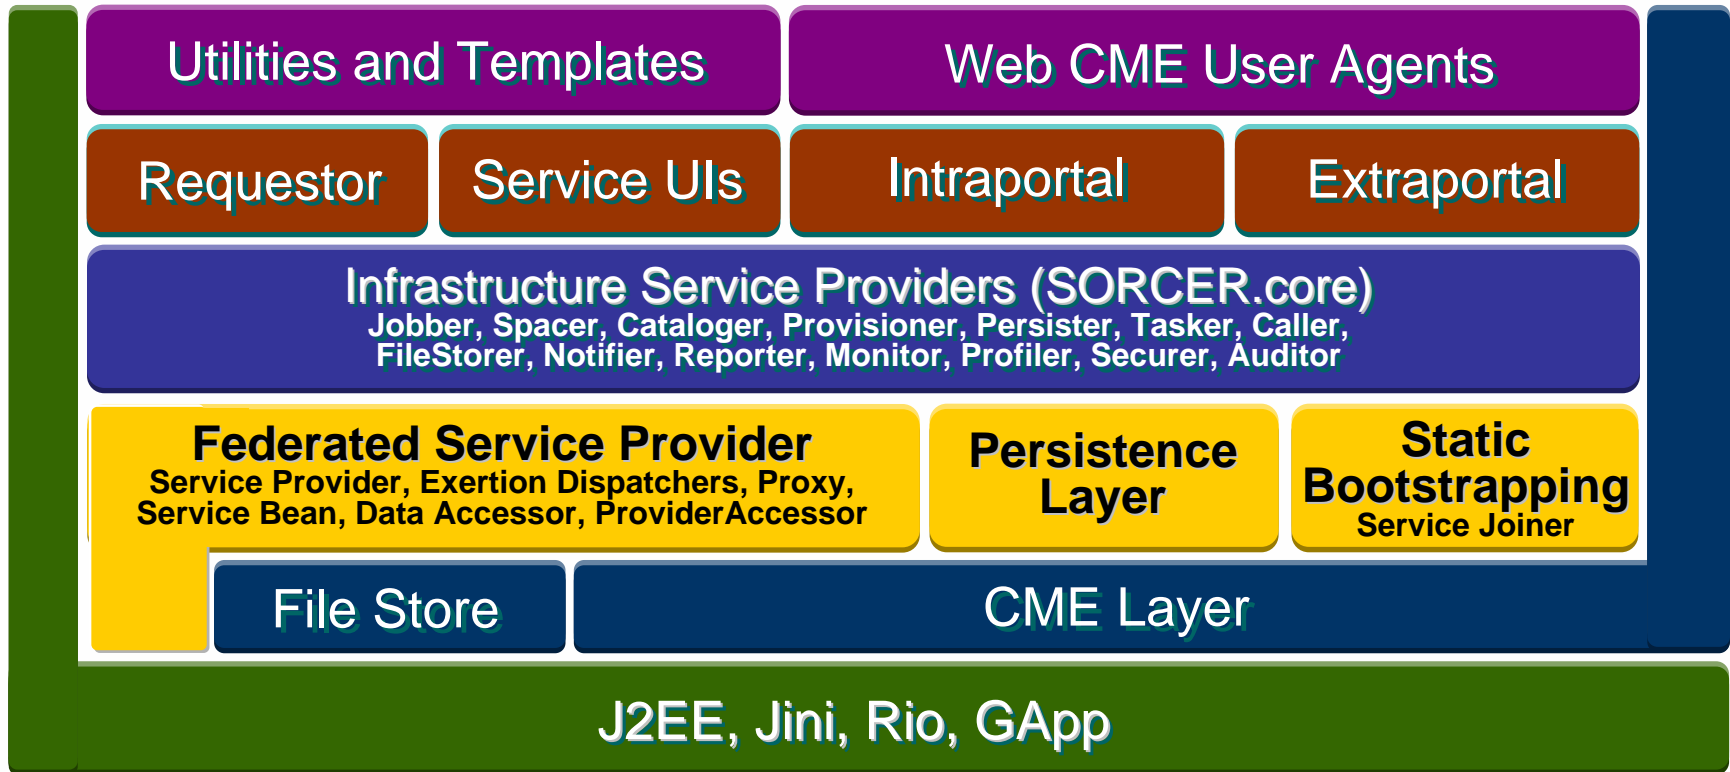 Utilities and Templates
Web CME User Agents
Requestor
Service UIs
Intraportal
Extraportal
Infrastructure Service Providers (SORCER.core)
Jobber, Spacer, Cataloger, Provisioner, Persister, Tasker, Caller,
FileStorer, Notifier, Reporter, Monitor, Profiler, Securer, Auditor
Federated Service Provider
Service Provider, Exertion Dispatchers, Proxy,
Service Bean, Data Accessor, ProviderAccessor
Persistence
Layer
Static
Bootstrapping
Service Joiner
File Store
CME Layer
J2EE, Jini, Rio, GApp